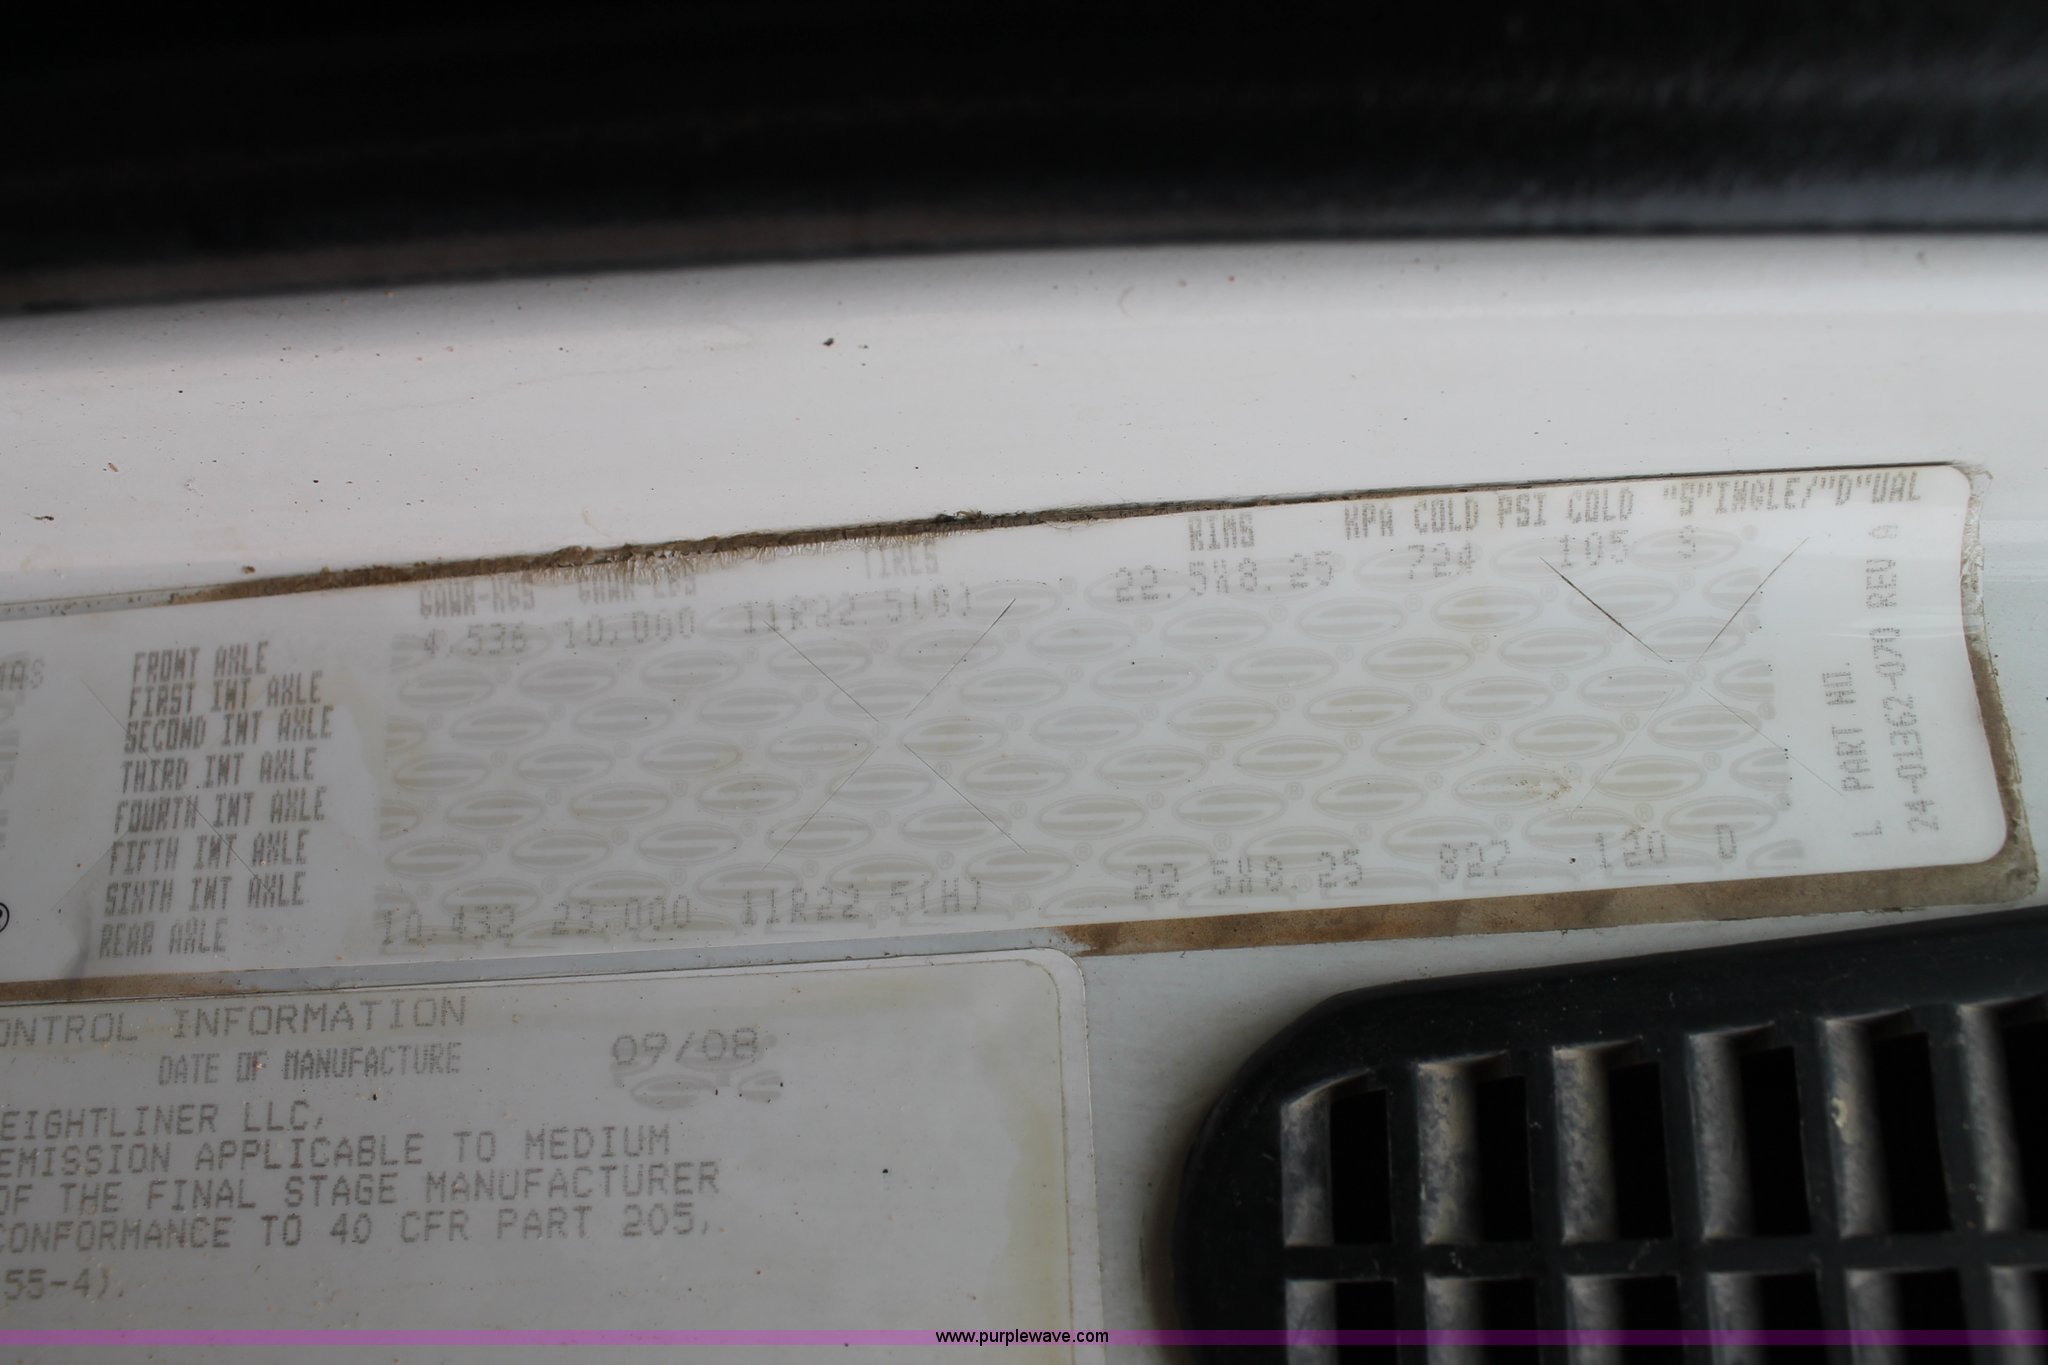 GAWR-KGS GAWR-LBS TIRES RIMS KPA COLD PSI COLD "S"INGLE/"D"UAL
FRONT AXLE 4,536 10,000 11R22.5(G) 22.5X8.25 724 105 S
FIRST INT AXLE
SECOND INT AXLE
THIRD INT AXLE
FOURTH INT AXLE
FIFTH INT AXLE
SIXTH INT AXLE
REAR AXLE 10,432 23,000 11R22.5(H) 22.5X8.25 827 120 D
L PART NO.
24-01362-070 REV A
ONTROL INFORMATION
DATE OF MANUFACTURE 09/08
EIGHTLINER LLC,
EMISSION APPLICABLE TO MEDIUM
OF THE FINAL STAGE MANUFACTURER
CONFORMANCE TO 40 CFR PART 205,
55-4).
www.purplewave.com